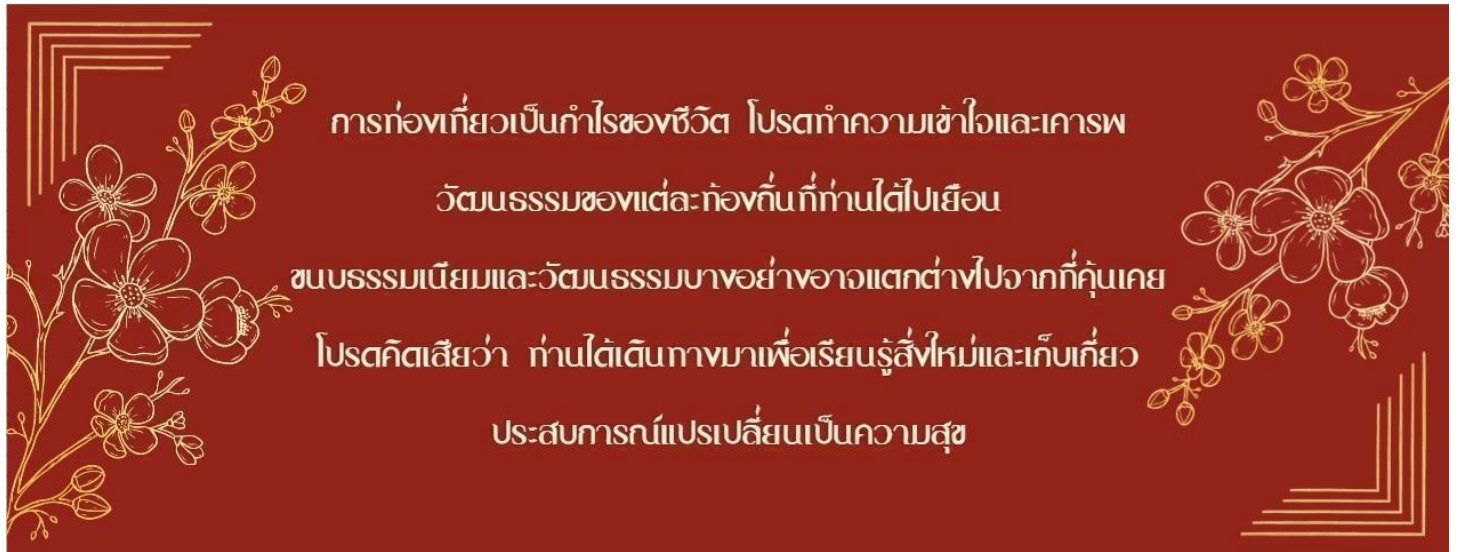 การท่องเที่ยวเป็นกำไรของชีวิต โปรดทำความเข้าใจและเคารพ
วัฒนธรรมของแต่ละท้องถิ่นที่ท่านได้ไปเยือน
ขนบธรรมเนียมและวัฒนธรรมบางอย่างอาจแตกต่างไปจากที่คุ้นเคย
โปรดคิดเสียว่า ท่านได้เดินทางมาเพื่อเรียนรู้สิ่งใหม่และเก็บเกี่ยว
ประสบการณ์แปรเปลี่ยนเป็นความสุข